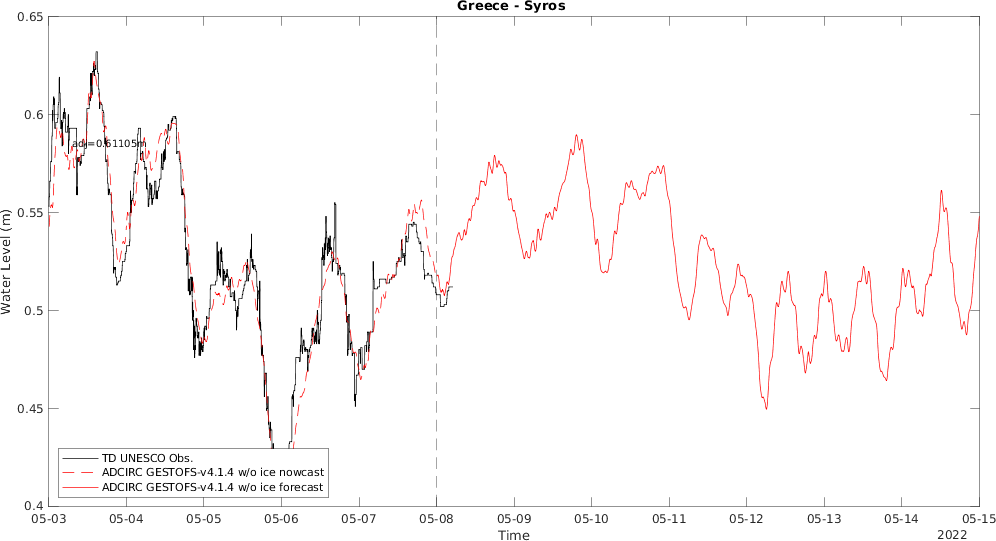 Greece - Syros
0.65
0.6
0.55
0.5
0.45
0.4
Water Level (m)
adj=0.61105m
TD UNESCO Obs.
ADCIRC GESTOFS-v4.1.4 w/o ice nowcast
ADCIRC GESTOFS-v4.1.4 w/o ice forecast
05-03 05-04 05-05 05-06 05-07 05-08 05-09 05-10 05-11 05-12 05-13 05-14 05-15
Time
2022